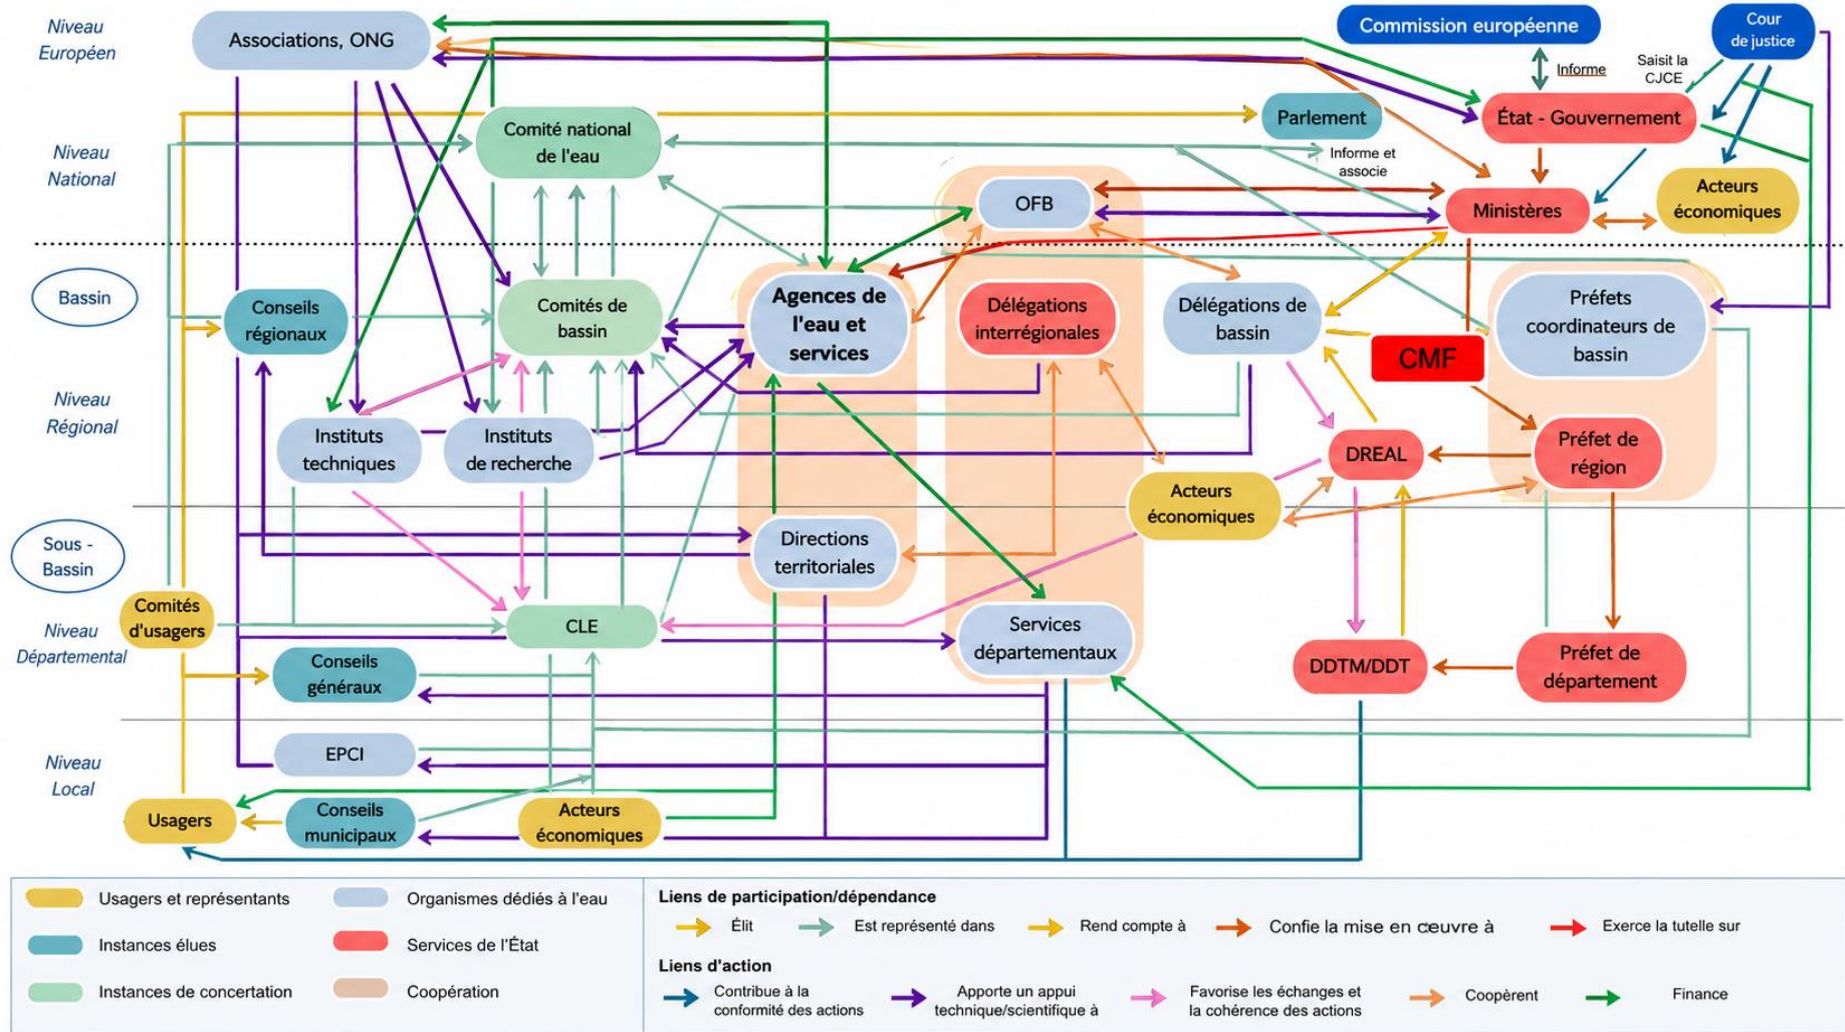 Niveau
Européen
Associations, ONG
Commission européenne
Cour
de justice
Informe
Saisit la
CJCE
Niveau
National
Comité national
de l'eau
Parlement
État - Gouvernement
Informe et
associe
OFB
Ministères
Acteurs
économiques
Bassin
Conseils
régionaux
Comités de
bassin
Agences de
l'eau et
services
Délégations
interrégionales
Délégations de
bassin
CMF
Préfets
coordinateurs de
bassin
Niveau
Régional
Instituts
techniques
Instituts
de recherche
DREAL
Préfet de
région
Acteurs
économiques
Sous -
Bassin
Directions
territoriales
Comités
d'usagers
Niveau
Départemental
CLE
Services
départementaux
Conseils
généraux
DDTM/DDT
Préfet de
département
Niveau
Local
EPCI
Usagers
Conseils
municipaux
Acteurs
économiques
Usagers et représentants
Organismes dédiés à l'eau
Instances élues
Services de l'État
Instances de concertation
Coopération
Liens de participation/dépendance
Élit
Est représenté dans
Rend compte à
Confie la mise en œuvre à
Exerce la tutelle sur
Liens d'action
Contribue à la
conformité des actions
Apporte un appui
technique/scientifique à
Favorise les échanges et
la cohérence des actions
Coopèrent
Finance